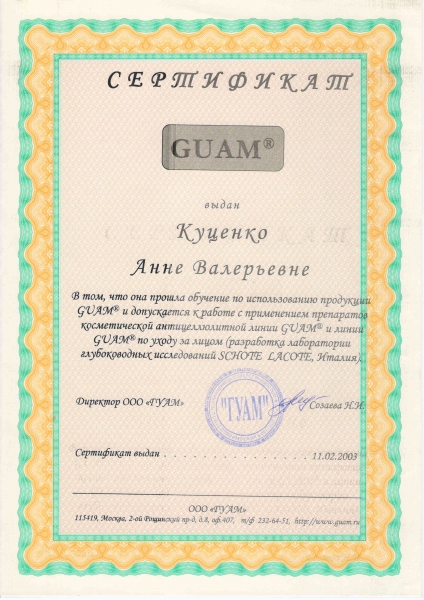 СЕРТИФИКАТ
GUAM®
выдан
Куценко
Анне Валерьевне
В том, что она прошла обучение по использованию продукции
GUAM® и допускается к работе с применением препаратов
косметической антицеллюлитной линии GUAM® и линии
GUAM® по уходу за лицом (разработка лаборатории
глубоководных исследований SCHOTE LACOTE, Италия).
Директор ООО «ГУАМ» "ГУАМ" Созаева Н.Н.
Сертификат выдан . . . . . . . . . . . . . . . . . 11.02.2003
ООО «ГУАМ»
115419, Москва, 2-ой Рощинский пр-д, д.8, оф.407, т/ф 232-64-51, http://www.guam.ru